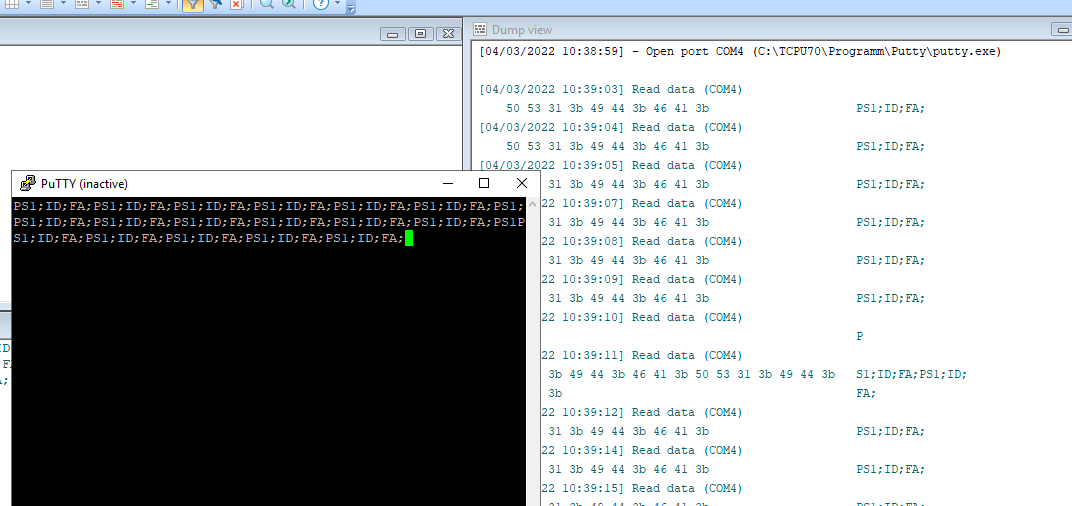 Dump view
[04/03/2022 10:38:59] - Open port COM4 (C:\TCPU70\Programm\Putty\putty.exe)
[04/03/2022 10:39:03] Read data (COM4)
50 53 31 3b 49 44 3b 46 41 3b PS1;ID;FA;
[04/03/2022 10:39:04] Read data (COM4)
50 53 31 3b 49 44 3b 46 41 3b PS1;ID;FA;
[04/03/2022 10:39:05] Read data (COM4)
31 3b 49 44 3b 46 41 3b PS1;ID;FA;
22 10:39:07] Read data (COM4)
31 3b 49 44 3b 46 41 3b PS1;ID;FA;
22 10:39:08] Read data (COM4)
31 3b 49 44 3b 46 41 3b PS1;ID;FA;
22 10:39:09] Read data (COM4)
31 3b 49 44 3b 46 41 3b PS1;ID;FA;
22 10:39:10] Read data (COM4)
P
22 10:39:11] Read data (COM4)
3b 49 44 3b 46 41 3b 50 53 31 3b 49 44 3b S1;ID;FA;PS1;ID;
3b FA;
22 10:39:12] Read data (COM4)
31 3b 49 44 3b 46 41 3b PS1;ID;FA;
22 10:39:14] Read data (COM4)
31 3b 49 44 3b 46 41 3b PS1;ID;FA;
22 10:39:15] Read data (COM4)
31 3b 49 44 3b 46 41 3b PS1;ID;FA;
PuTTY (inactive)
PS1;ID;FA;PS1;ID;FA;PS1;ID;FA;PS1;ID;FA;PS1;ID;FA;PS1;ID;FA;PS1;
PS1;ID;FA;PS1;ID;FA;PS1;ID;FA;PS1;ID;FA;PS1;ID;FA;PS1;ID;FA;PS1P
S1;ID;FA;PS1;ID;FA;PS1;ID;FA;PS1;ID;FA;PS1;ID;FA;